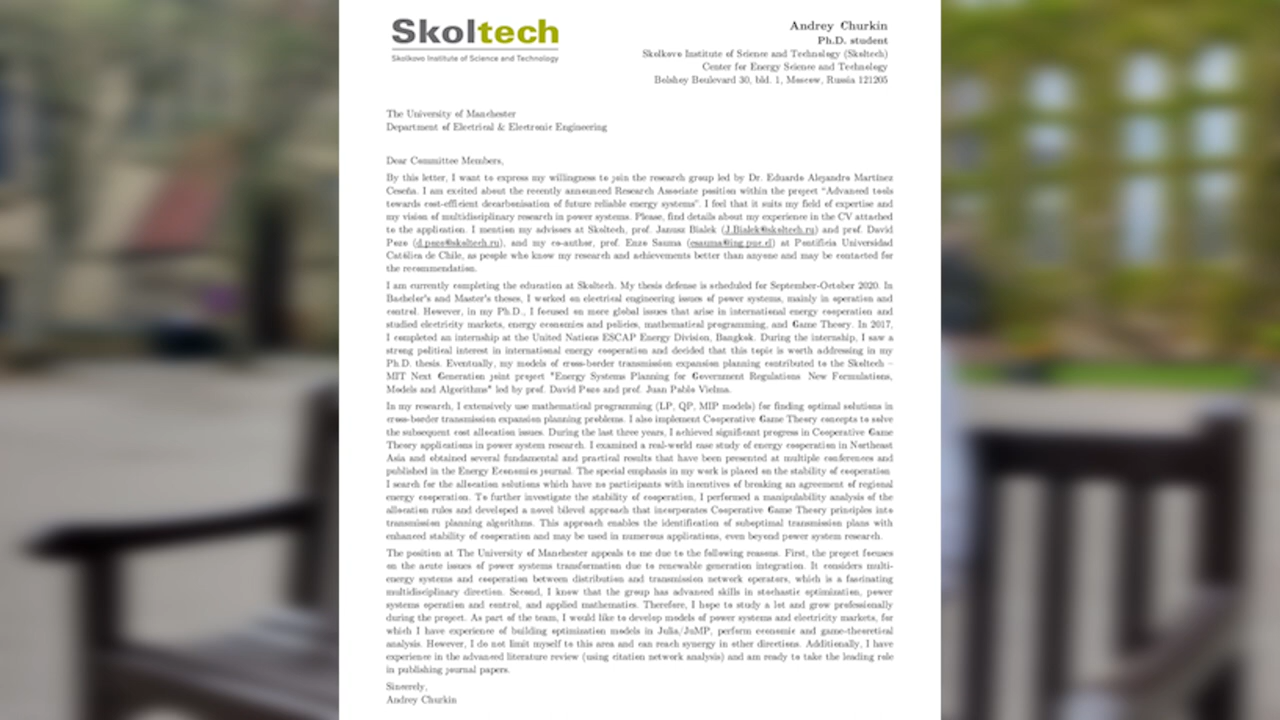 Skoltech
Skolkovo Institute of Science and Technology
Andrey Churkin
Ph.D. student
Skolkovo Institute of Science and Technology (Skoltech)
Center for Energy Science and Technology
Bolshoy Boulevard 30, bld. 1, Moscow, Russia 121205
The University of Manchester
Department of Electrical & Electronic Engineering
Dear Committee Members,
By this letter, I want to express my willingness to join the research group led by Dr. Eduardo Alejandro Martínez
Ceseña. I am excited about the recently announced Research Associate position within the project "Advanced tools
towards cost-efficient decarbonisation of future reliable energy systems". I feel that it suits my field of expertise and
my vision of multidisciplinary research in power systems. Please, find details about my experience in the CV attached
to the application. I mention my advisers at Skoltech, prof. Janusz Bialek (J.Bialek@skoltech.ru) and prof. David
Pozo (d.pozo@skoltech.ru), and my co-author, prof. Enzo Sauma (esauma@ing.puc.cl) at Pontificia Universidad
Católica de Chile, as people who know my research and achievements better than anyone and may be contacted for
the recommendation.
I am currently completing the education at Skoltech. My thesis defense is scheduled for September-October 2020. In
Bachelor's and Master's theses, I worked on electrical engineering issues of power systems, mainly in operation and
control. However, in my Ph.D., I focused on more global issues that arise in international energy cooperation and
studied electricity markets, energy economics and policies, mathematical programming, and Game Theory. In 2017,
I completed an internship at the United Nations ESCAP Energy Division, Bangkok. During the internship, I saw a
strong political interest in international energy cooperation and decided that this topic is worth addressing in my
Ph.D. thesis. Eventually, my models of cross-border transmission expansion planning contributed to the Skoltech –
MIT Next Generation joint project "Energy Systems Planning for Government Regulations New Formulations,
Models and Algorithms" led by prof. David Pozo and prof. Juan Pablo Vielma.
In my research, I extensively use mathematical programming (LP, QP, MIP models) for finding optimal solutions in
cross-border transmission expansion planning problems. I also implement Cooperative Game Theory concepts to solve
the subsequent cost allocation issues. During the last three years, I achieved significant progress in Cooperative Game
Theory applications in power system research. I examined a real-world case study of energy cooperation in Northeast
Asia and obtained several fundamental and practical results that have been presented at multiple conferences and
published in the Energy Economics journal. The special emphasis in my work is placed on the stability of cooperation
I search for the allocation solutions which have no participants with incentives of breaking an agreement of regional
energy cooperation. To further investigate the stability of cooperation, I performed a manipulability analysis of the
allocation rules and developed a novel bilevel approach that incorporates Cooperative Game Theory principles into
transmission planning algorithms. This approach enables the identification of suboptimal transmission plans with
enhanced stability of cooperation and may be used in numerous applications, even beyond power system research.
The position at The University of Manchester appeals to me due to the following reasons. First, the project focuses
on the acute issues of power systems transformation due to renewable generation integration. It considers multi-
energy systems and cooperation between distribution and transmission network operators, which is a fascinating
multidisciplinary direction. Second, I know that the group has advanced skills in stochastic optimization, power
systems operation and control, and applied mathematics. Therefore, I hope to study a lot and grow professionally
during the project. As part of the team, I would like to develop models of power systems and electricity markets, for
which I have experience of building optimization models in Julia/JuMP, perform economic and game-theoretical
analysis. However, I do not limit myself to this area and can reach synergy in other directions. Additionally, I have
experience in the advanced literature review (using citation network analysis) and am ready to take the leading role
in publishing journal papers.
Sincerely,
Andrey Churkin